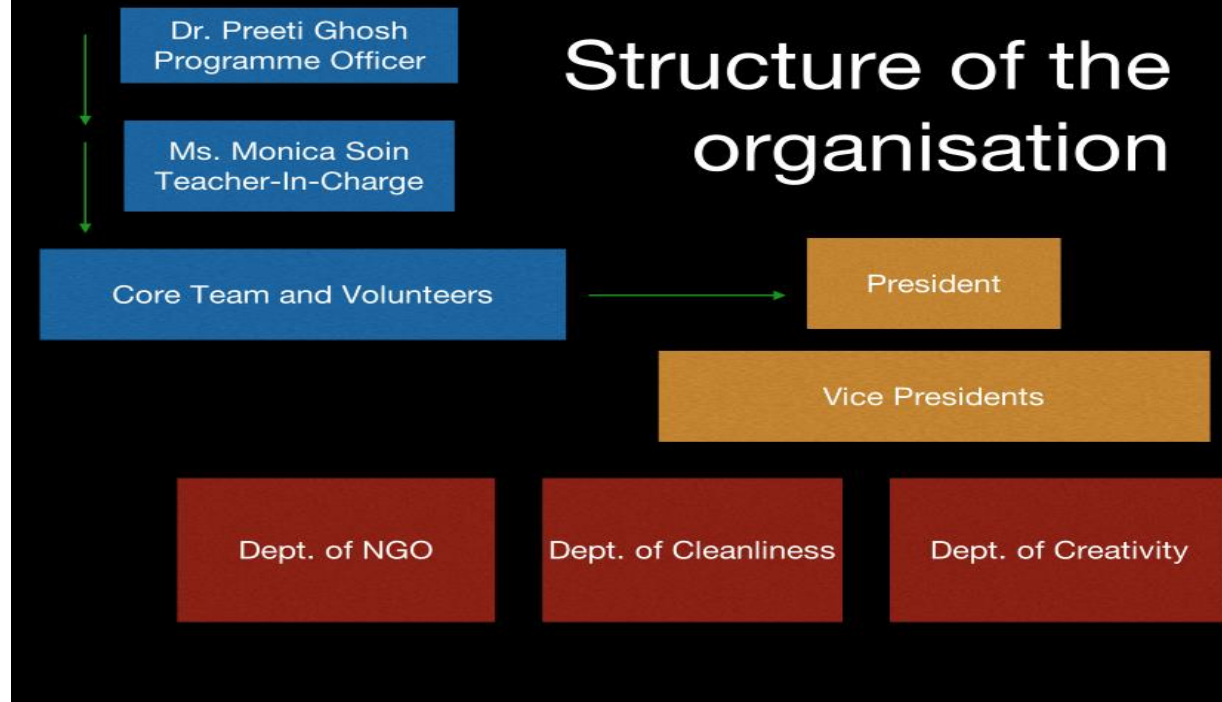 Structure of the
organisation
Dr. Preeti Ghosh
Programme Officer
Ms. Monica Soin
Teacher-In-Charge
Core Team and Volunteers
President
Vice Presidents
Dept. of NGO
Dept. of Cleanliness
Dept. of Creativity